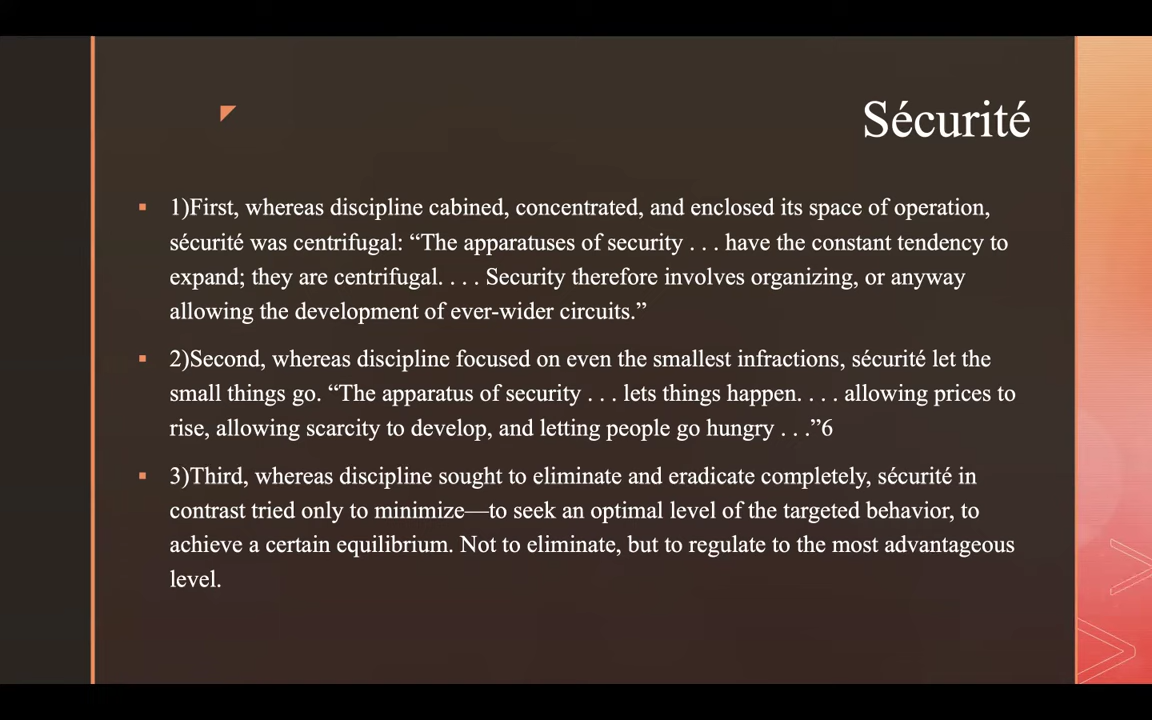 Sécurité
1)First, whereas discipline cabined, concentrated, and enclosed its space of operation,
sécurité was centrifugal: “The apparatuses of security . . . have the constant tendency to
expand; they are centrifugal. . . . Security therefore involves organizing, or anyway
allowing the development of ever-wider circuits.”
2)Second, whereas discipline focused on even the smallest infractions, sécurité let the
small things go. “The apparatus of security . . . lets things happen. . . . allowing prices to
rise, allowing scarcity to develop, and letting people go hungry . . .”6
3)Third, whereas discipline sought to eliminate and eradicate completely, sécurité in
contrast tried only to minimize—to seek an optimal level of the targeted behavior, to
achieve a certain equilibrium. Not to eliminate, but to regulate to the most advantageous
level.